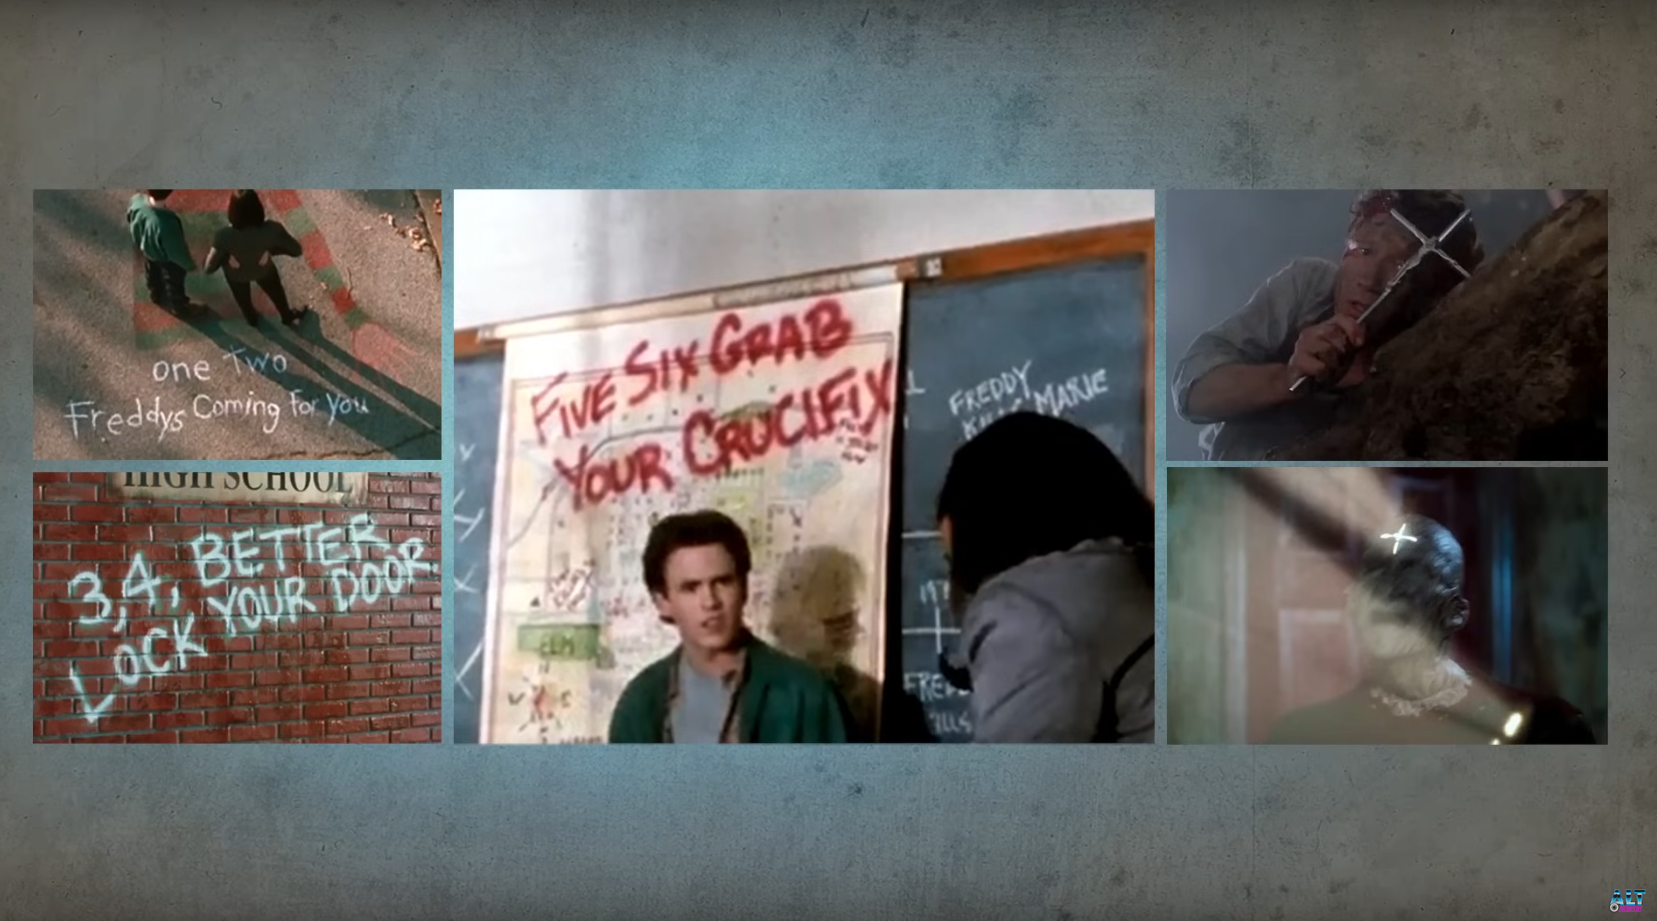 one two
Freddys Coming for you
HIGH SCHOOL
3,4, BETTER
LOCK YOUR DOOR.
FIVE SIX GRAB
YOUR CRUCIFIX
ELM
FREDDY
MARIE
ALT